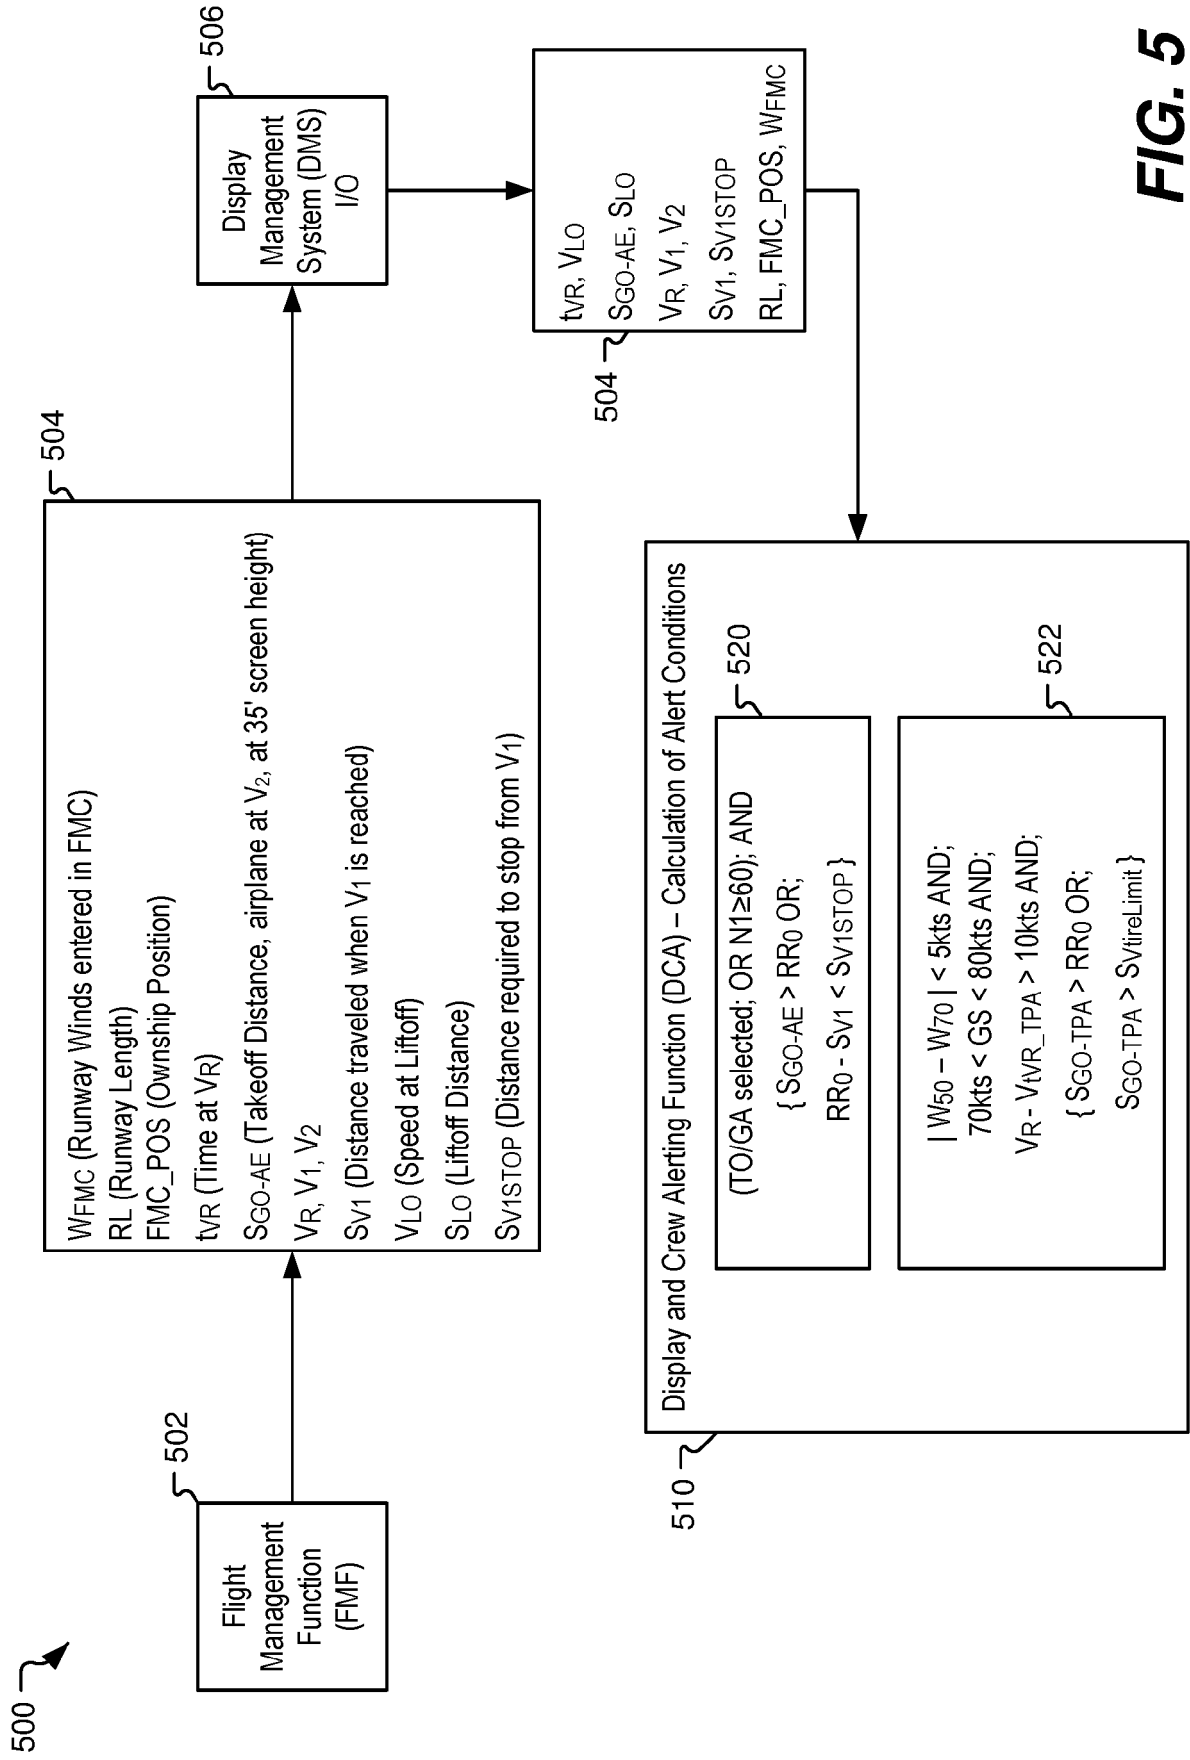 500
502
Flight
Management
Function
(FMF)
504
WFMC (Runway Winds entered in FMC)
RL (Runway Length)
FMC_POS (Ownship Position)
tVR (Time at VR)
SGO-AE (Takeoff Distance, airplane at V2, at 35' screen height)
VR, V1, V2
SV1 (Distance traveled when V1 is reached)
VLO (Speed at Liftoff)
SLO (Liftoff Distance)
SV1STOP (Distance required to stop from V1)
506
Display
Management
System (DMS)
I/O
504
tVR, VLO
SGO-AE, SLO
VR, V1, V2
SV1, SV1STOP
RL, FMC_POS, WFMC
510
Display and Crew Alerting Function (DCA) – Calculation of Alert Conditions
520
(TO/GA selected; OR N1≥60); AND
{ SGO-AE > RR0 OR;
RR0 - SV1 < SV1STOP }
522
| W50 – W70 | < 5kts AND;
70kts < GS < 80kts AND;
VR - VtVR_TPA > 10kts AND;
{ SGO-TPA > RR0 OR;
SGO-TPA > SVtireLimit }
FIG. 5